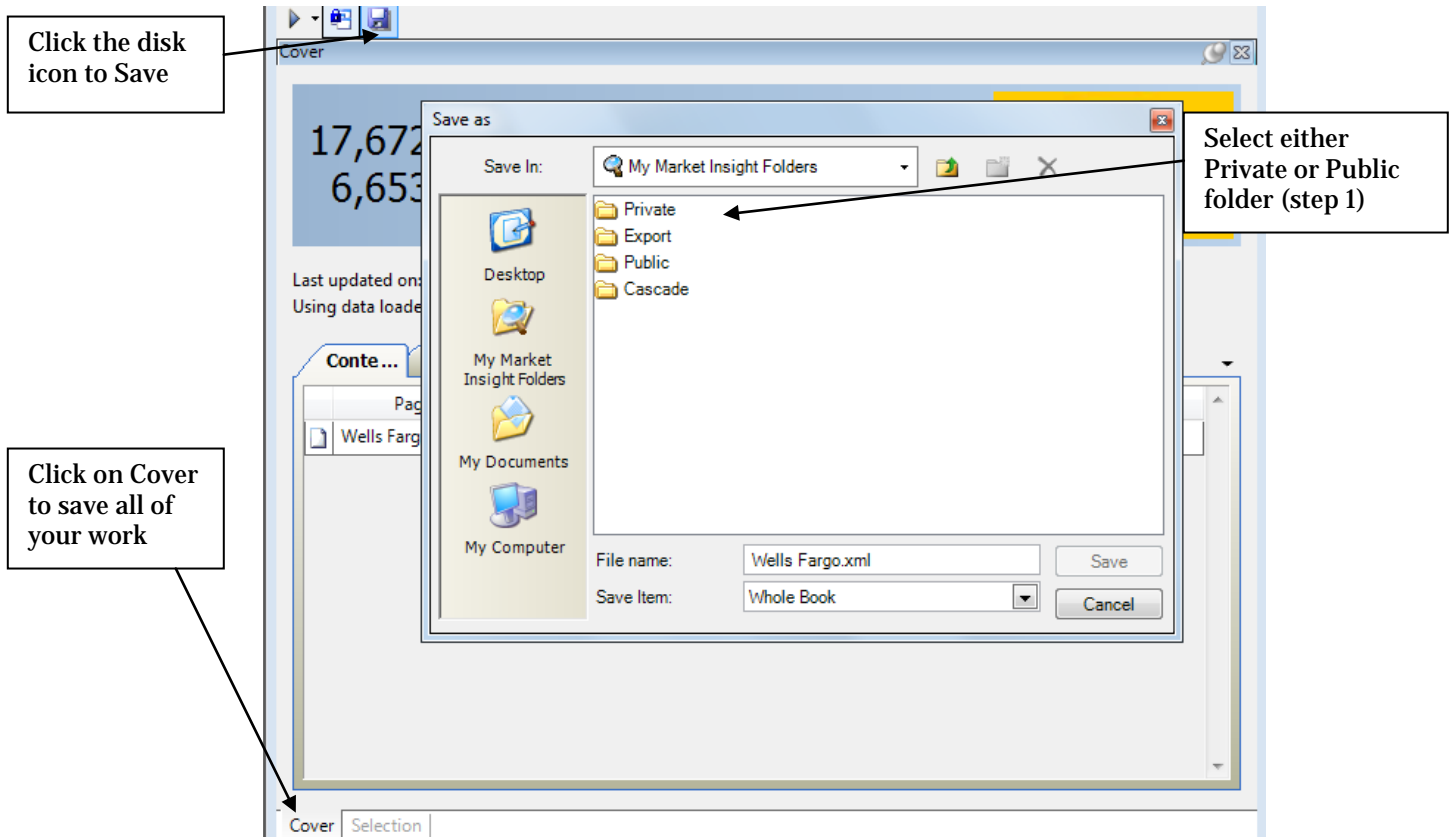 Click the disk
icon to Save
Cover
17,672
6,653
Save as
Save In:
My Market Insight Folders
Select either
Private or Public
folder (step 1)
Private
Export
Public
Cascade
Desktop
My Market
Insight Folders
My Documents
My Computer
Last updated on:
Using data loade
Conte...
Pag
Wells Farg
Click on Cover
to save all of
your work
File name:
Wells Fargo.xml
Save
Save Item:
Whole Book
Cancel
Cover
Selection